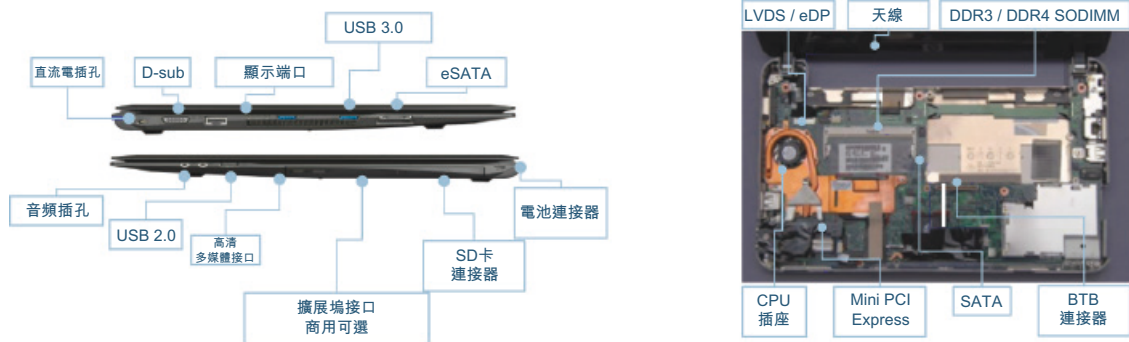 USB 3.0
直流電插孔
D-sub
顯示端口
eSATA
音頻插孔
USB 2.0
高清
多媒體接口
擴展塢接口
商用可選
SD卡
連接器
電池連接器
LVDS / eDP
天線
DDR3 / DDR4 SODIMM
CPU
插座
Mini PCI
Express
SATA
BTB
連接器